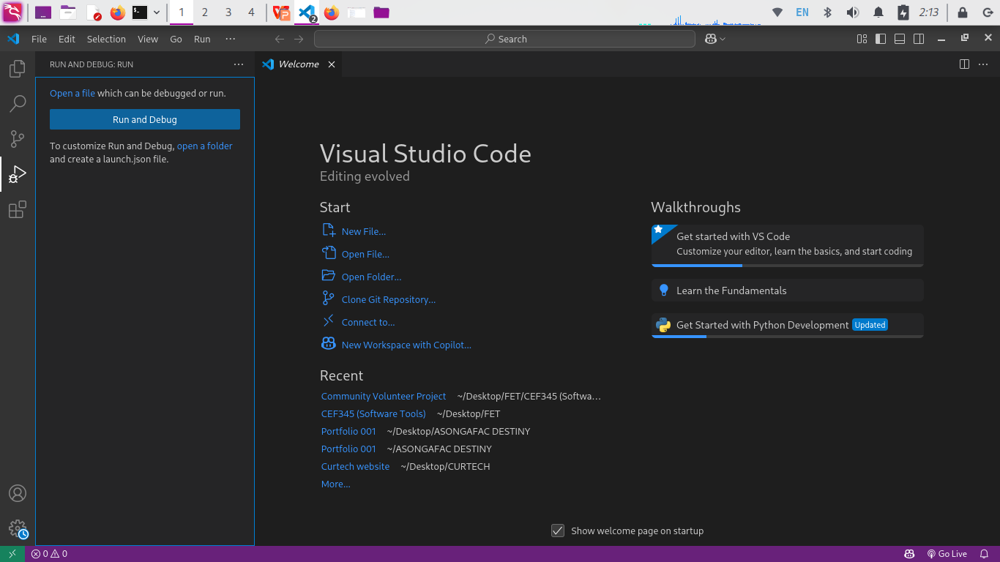 1 2 3 4 2 EN 2:13
File Edit Selection View Go Run ··· Search
RUN AND DEBUG: RUN ···
Welcome
Open a file which can be debugged or run.
Run and Debug
To customize Run and Debug, open a folder
and create a launch.json file.
Visual Studio Code
Editing evolved
Start
New File...
Open File...
Open Folder...
Clone Git Repository...
Connect to...
New Workspace with Copilot...
Recent
Community Volunteer Project ~/Desktop/FET/CEF345 (Softwa...
CEF345 (Software Tools) ~/Desktop/FET
Portfolio 001 ~/Desktop/ASONGAFAC DESTINY
Portfolio 001 ~/ASONGAFAC DESTINY
Curtech website ~/Desktop/CURTECH
More...
Walkthroughs
Get started with VS Code
Customize your editor, learn the basics, and start coding
Learn the Fundamentals
Get Started with Python Development Updated
Show welcome page on startup
0 0 Go Live